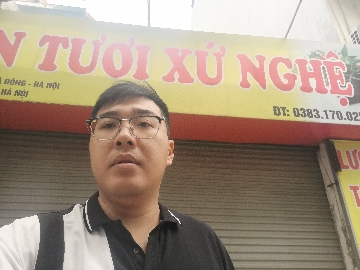 N TƯƠI XỨ NGHỆ
ĐÔNG - HÀ NỘI
HÀ NỘI
ĐT: 0383.170.02